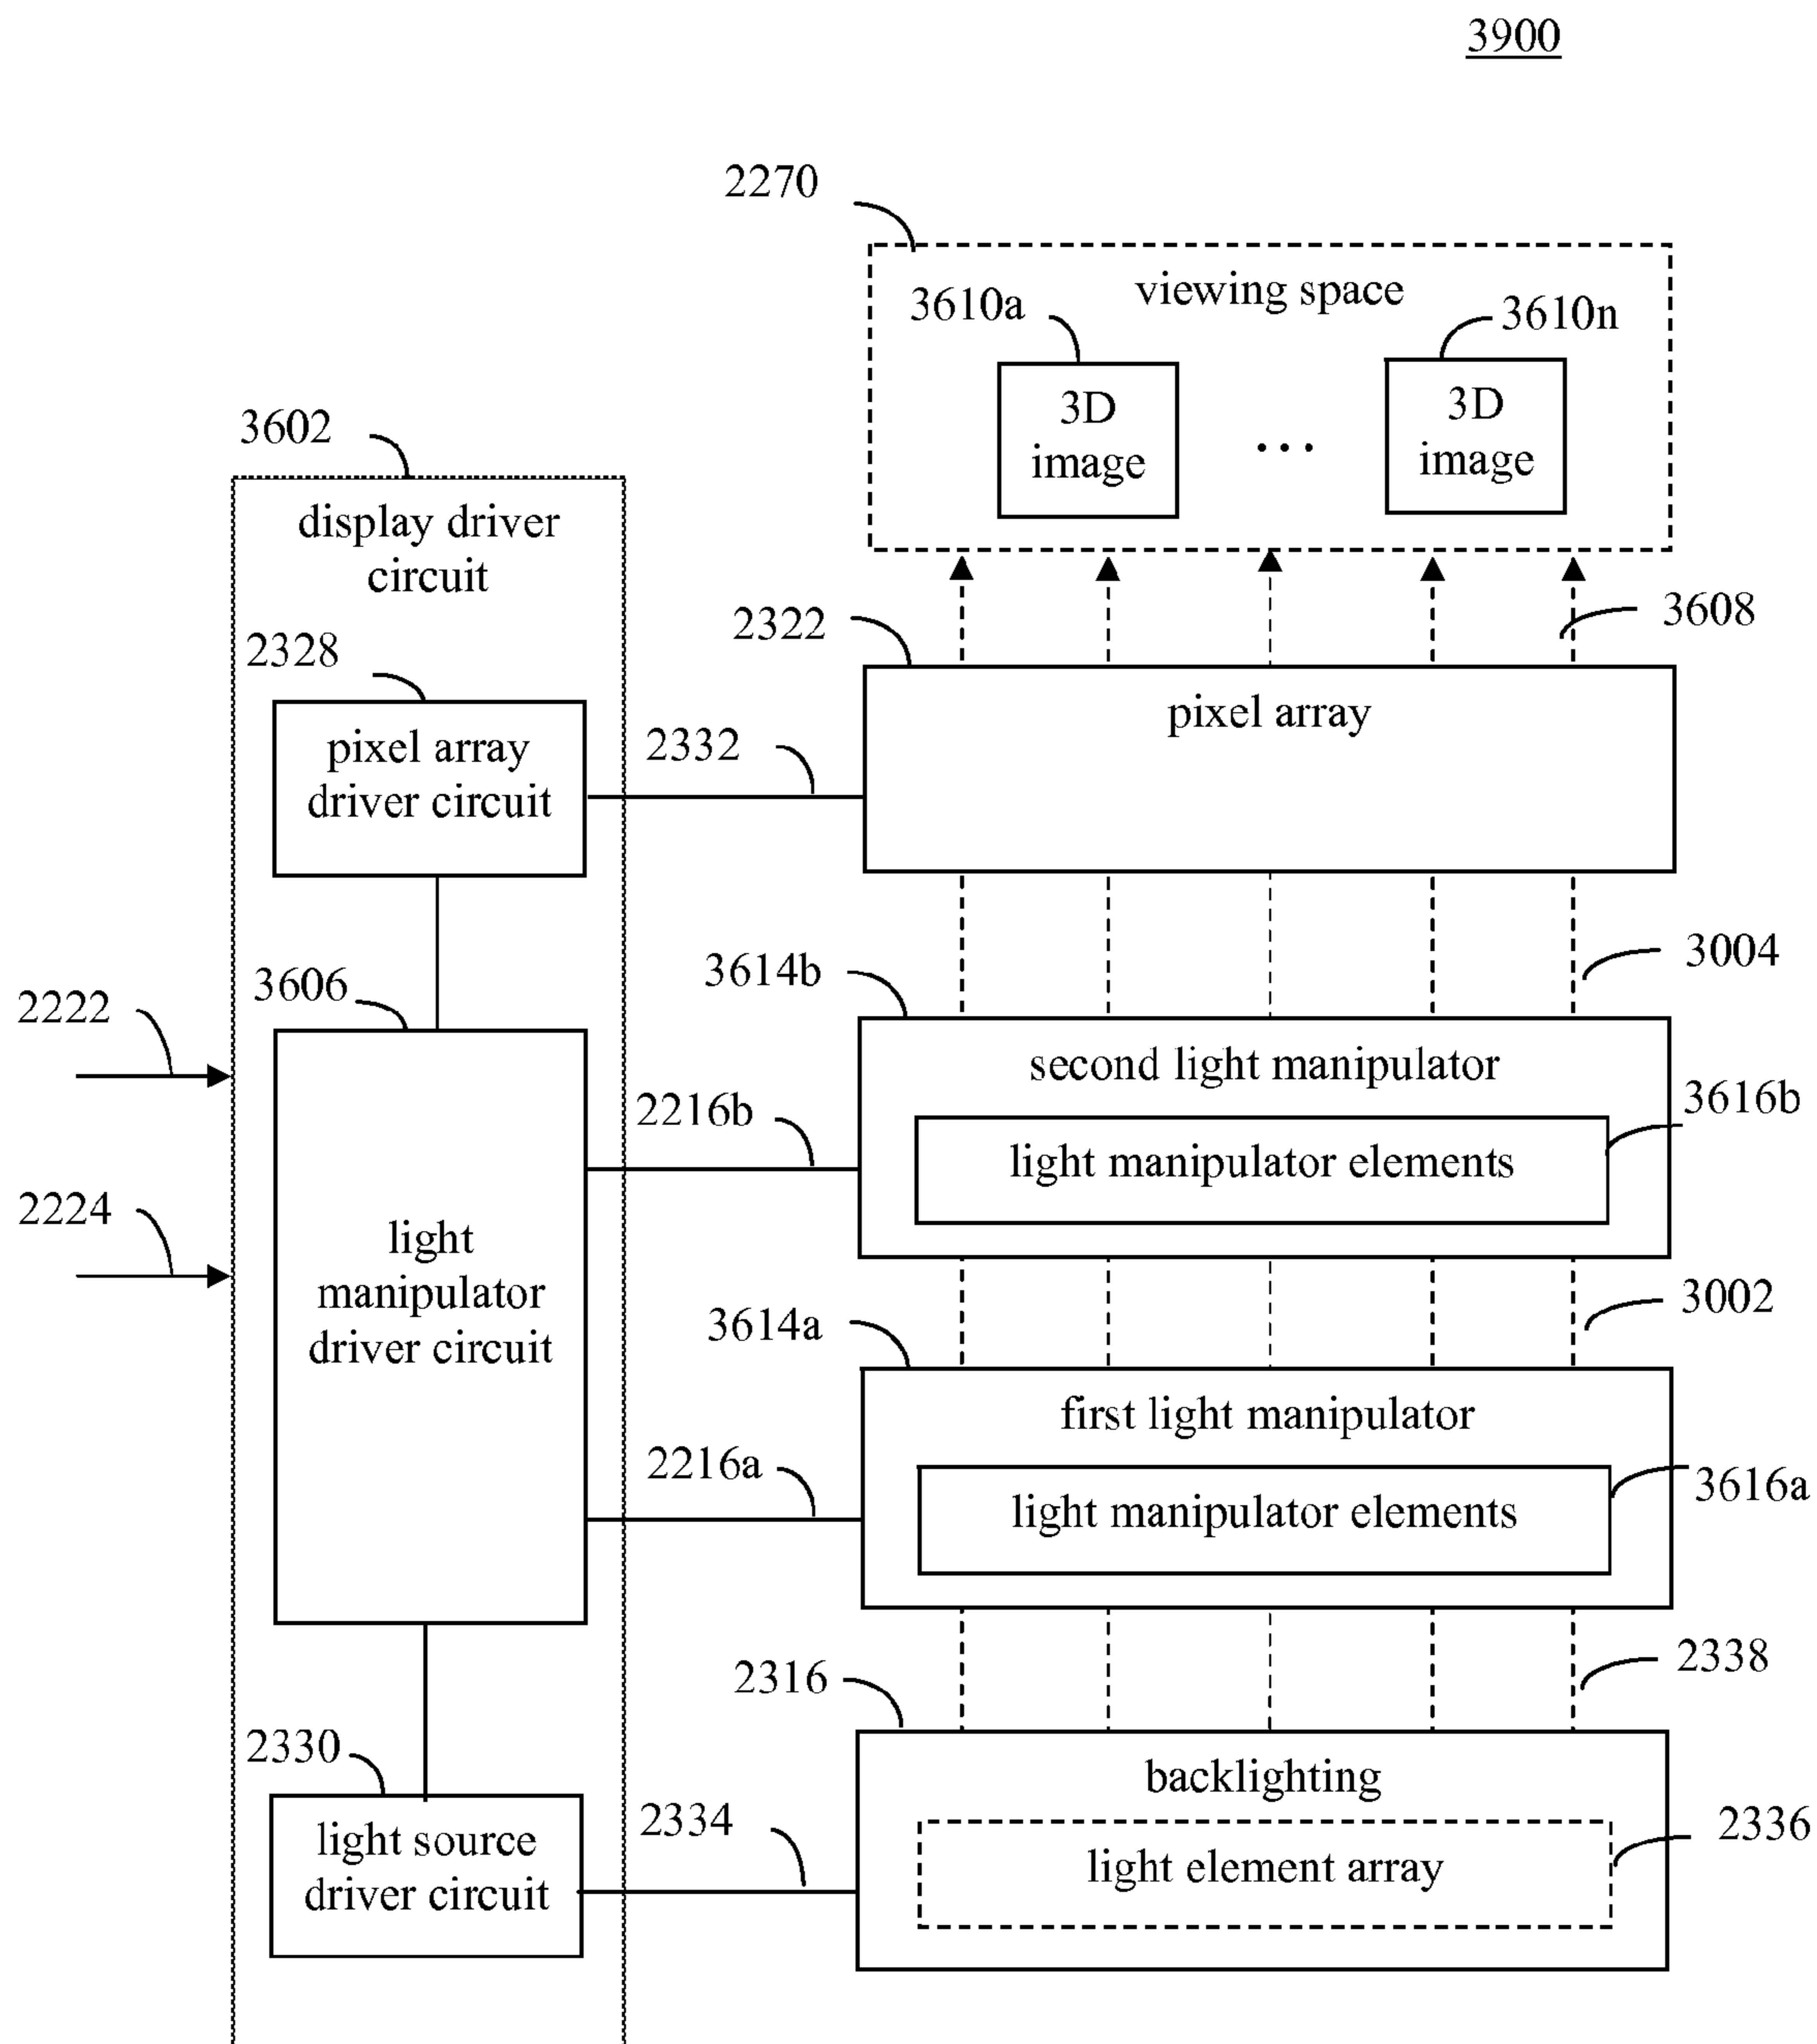 3900
2270
viewing space
3610a
3610n
3D
image
...
3D
image
3602
display driver
circuit
3608
2322
2328
pixel array
pixel array
driver circuit
2332
3004
3614b
3606
2222
second light manipulator
3616b
2216b
light manipulator elements
2224
light
manipulator
driver circuit
3002
3614a
first light manipulator
2216a
3616a
light manipulator elements
2338
2316
2330
backlighting
2334
2336
light source
driver circuit
light element array